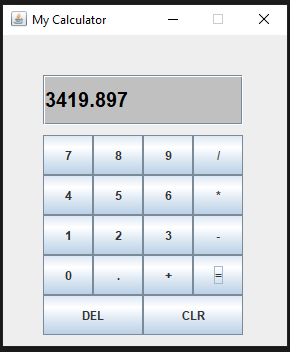 My Calculator
3419.897
7 8 9 /
4 5 6 *
1 2 3 -
0 . + =
DEL CLR